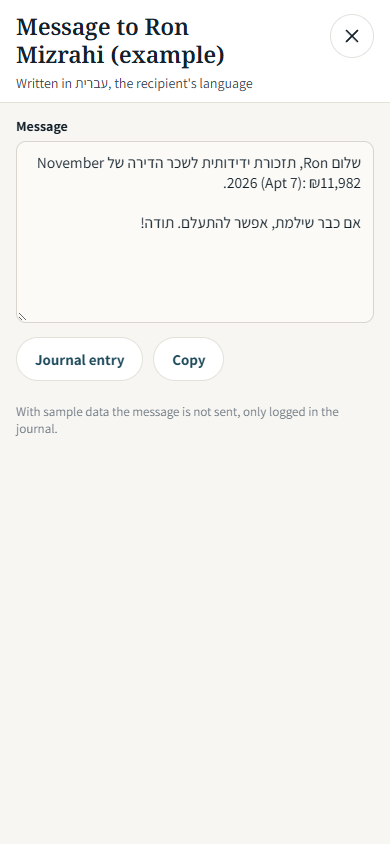 Message to Ron
Mizrahi (example)
Written in עברית, the recipient's language
Message
שלום Ron, תזכורת ידידותית לשכר הדירה של November
2026 (Apt 7): ₪11,982.
אם כבר שילמת, אפשר להתעלם. תודה!
Journal entry
Copy
With sample data the message is not sent, only logged in the
journal.